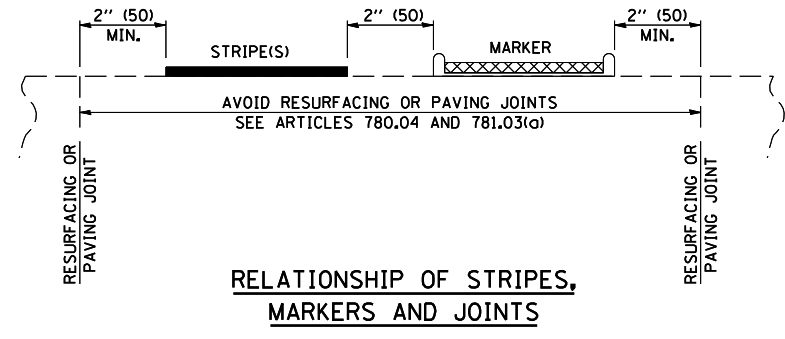 2" (50)
MIN.
2" (50)
2" (50)
MIN.
STRIPE(S)
MARKER
AVOID RESURFACING OR PAVING JOINTS
SEE ARTICLES 780.04 AND 781.03(a)
RESURFACING OR
PAVING JOINT
RESURFACING OR
PAVING JOINT
RELATIONSHIP OF STRIPES,
MARKERS AND JOINTS